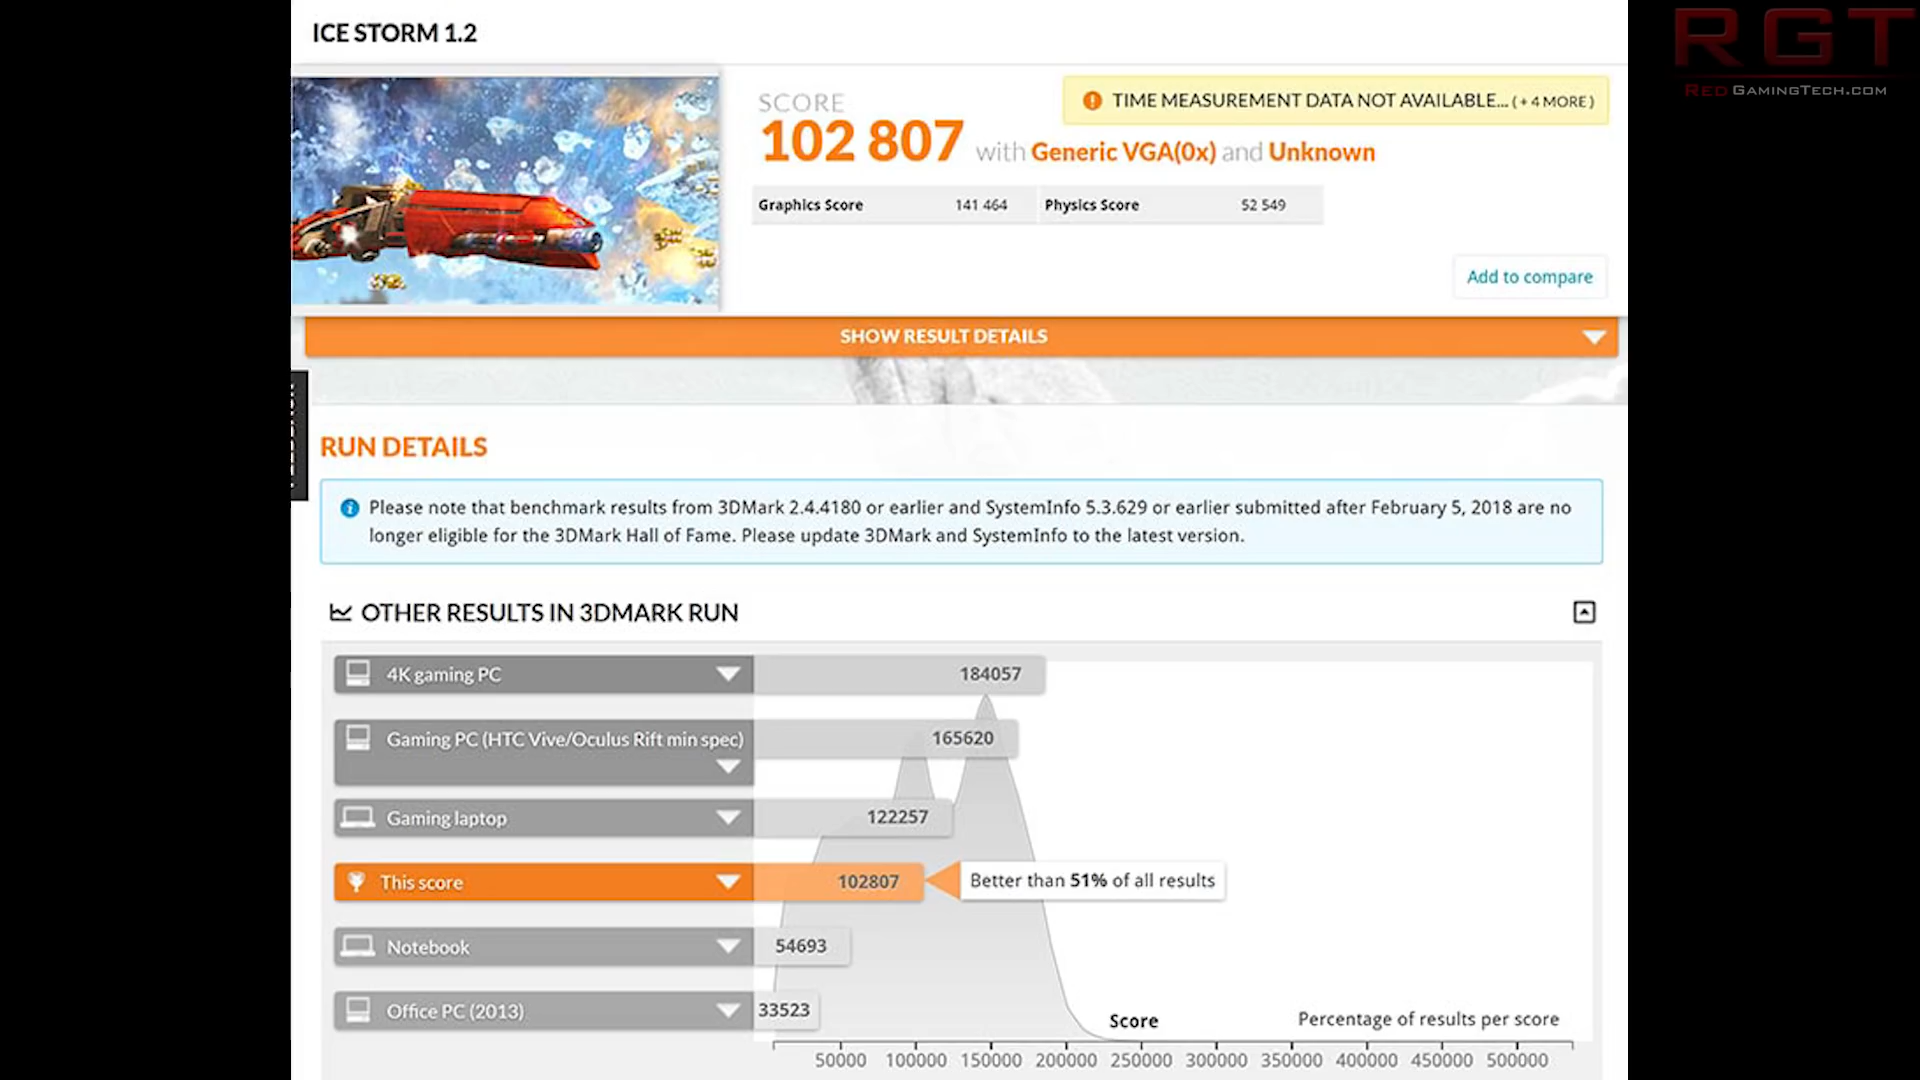 RGT
RED GAMINGTECH.COM
ICE STORM 1.2
SCORE
TIME MEASUREMENT DATA NOT AVAILABLE... ( + 4 MORE )
102 807 with Generic VGA(0x) and Unknown
Graphics Score 141 464 Physics Score 52 549
Add to compare
SHOW RESULT DETAILS
RUN DETAILS
Please note that benchmark results from 3DMark 2.4.4180 or earlier and SystemInfo 5.3.629 or earlier submitted after February 5, 2018 are no
longer eligible for the 3DMark Hall of Fame. Please update 3DMark and SystemInfo to the latest version.
OTHER RESULTS IN 3DMARK RUN
4K gaming PC 184057
Gaming PC (HTC Vive/Oculus Rift min spec) 165620
Gaming laptop 122257
This score 102807 Better than 51% of all results
Notebook 54693
Office PC (2013) 33523
Score Percentage of results per score
50000 100000 150000 200000 250000 300000 350000 400000 450000 500000